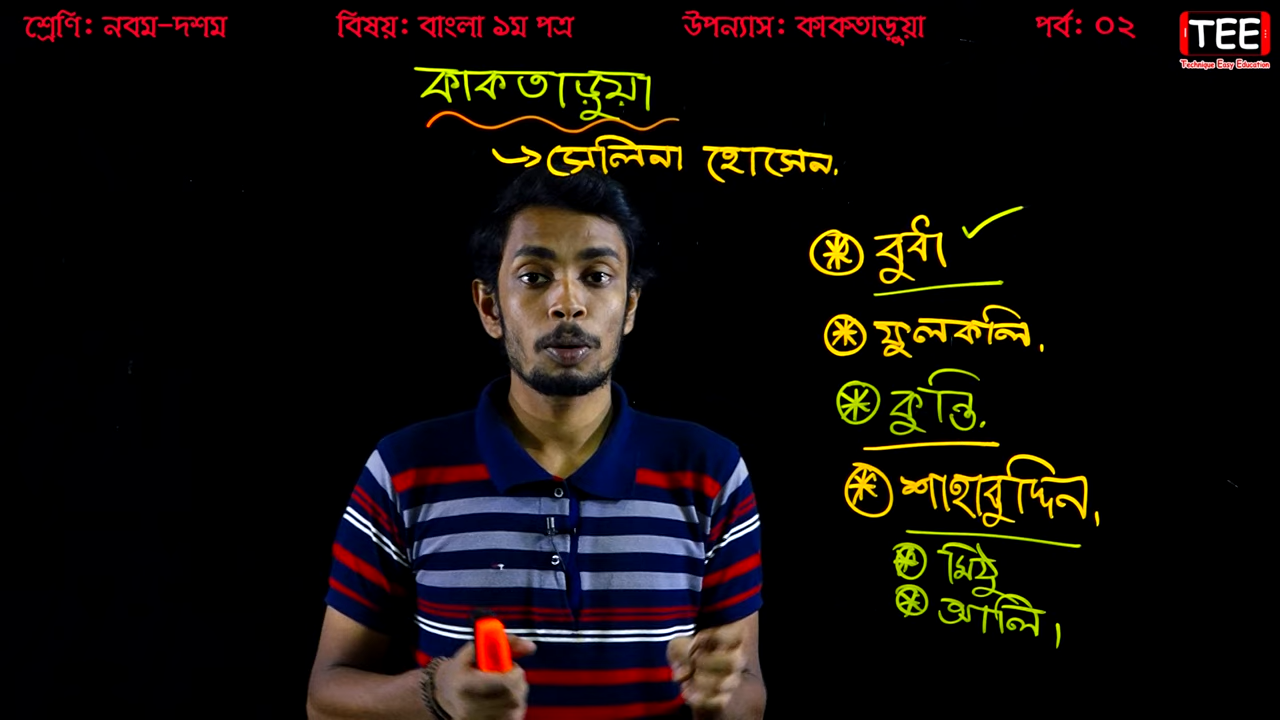 শ্রেণি: নবম-দশম বিষয়: বাংলা ১ম পত্র উপন্যাস: কাকতাড়ুয়া পর্ব: ০২
TEE
Technique Easy Education
কাকতাড়ুয়া
সেলিনা হোসেন.
বুধা
ফুলকলি.
কুন্তি.
শাহাবুদ্দিন,
মিঠু
আলি,